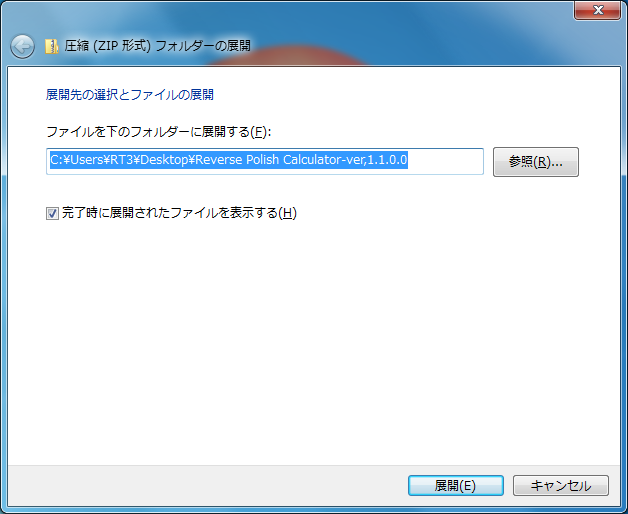 圧縮 (ZIP 形式) フォルダーの展開
展開先の選択とファイルの展開
ファイルを下のフォルダーに展開する(F):
C:¥Users¥RT3¥Desktop¥Reverse Polish Calculator-ver,1.1.0.0
参照(R)...
完了時に展開されたファイルを表示する(H)
展開(E)
キャンセル